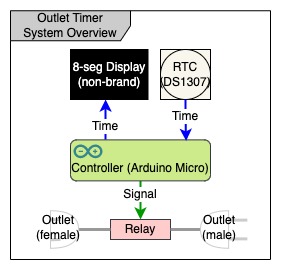 Outlet Timer
System Overview
8-seg Display
(non-brand)
RTC
(DS1307)
Time
Time
Controller (Arduino Micro)
Signal
Outlet
(female)
Relay
Outlet
(male)